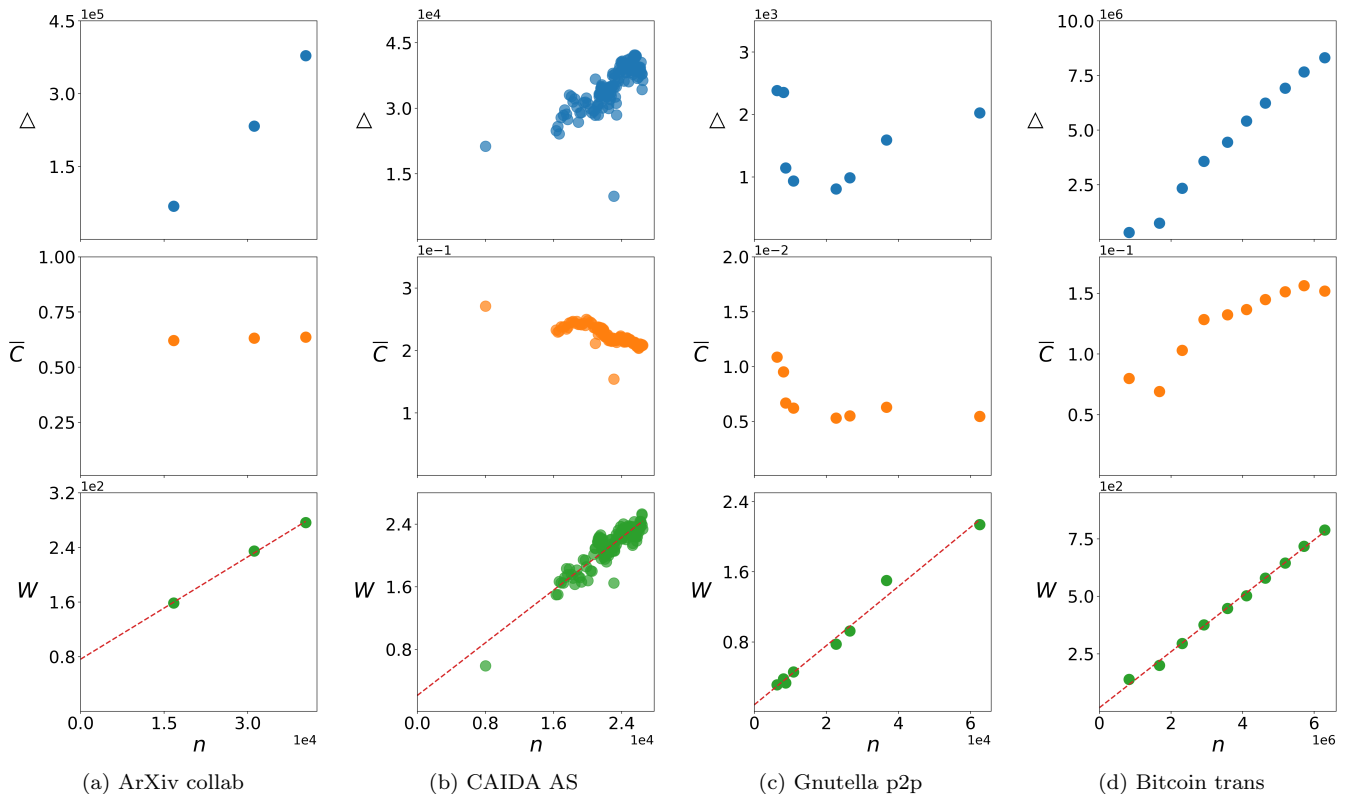 1e5
4.5
3.0
1.5
△
1e4
4.5
3.0
1.5
△
1e3
3
2
1
△
1e6
10.0
7.5
5.0
2.5
△
1.00
0.75
0.50
0.25
C̅
1e−1
3
2
1
C̅
1e−2
2.0
1.5
1.0
0.5
C̅
1e−1
1.5
1.0
0.5
C̅
1e2
3.2
2.4
1.6
0.8
W
0.0 1.5 3.0
1e4
n
2.4
1.6
0.8
W
0.0 0.8 1.6 2.4
1e4
n
2.4
1.6
0.8
W
0 2 4 6
1e4
n
1e2
7.5
5.0
2.5
W
0 2 4 6
1e6
n
(a) ArXiv collab
(b) CAIDA AS
(c) Gnutella p2p
(d) Bitcoin trans